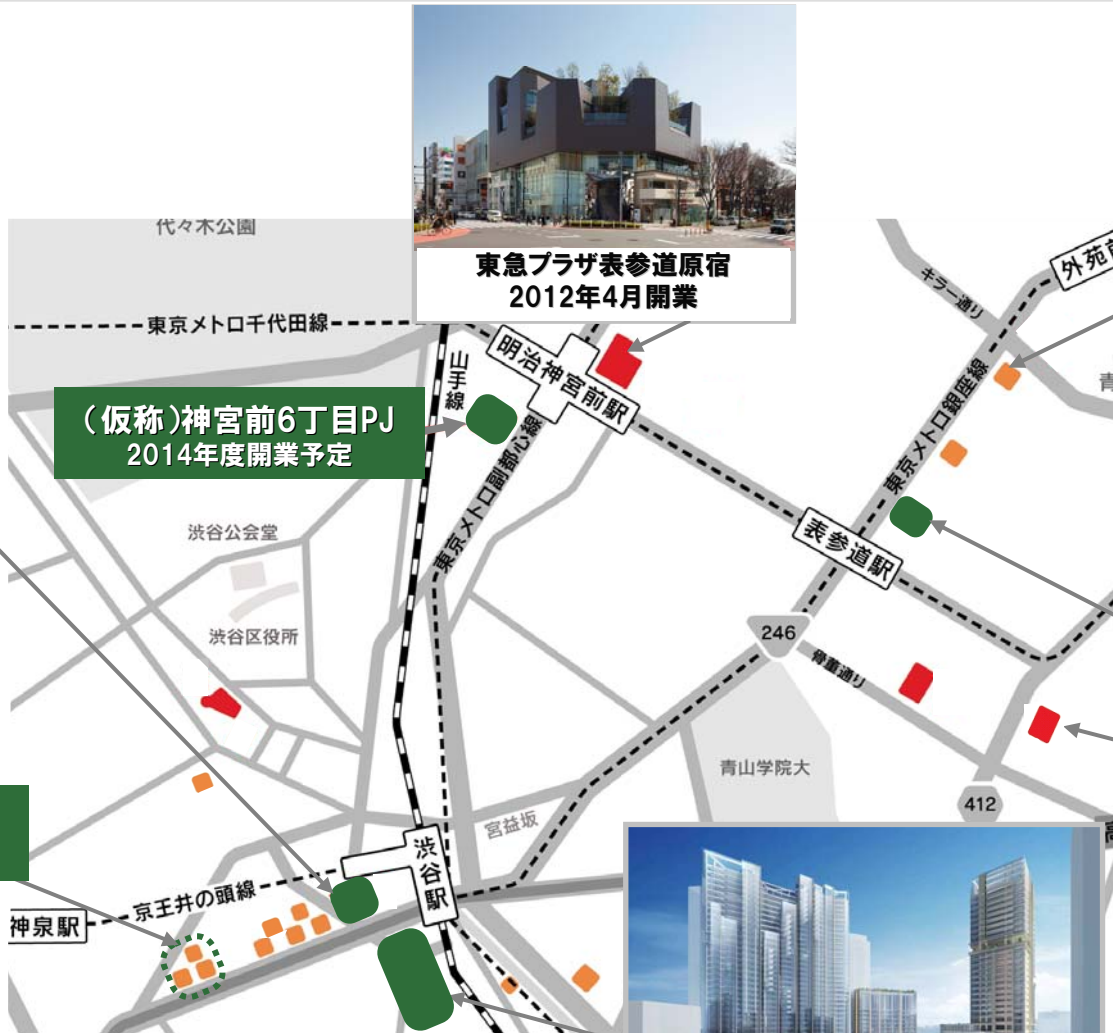 東急プラザ表参道原宿
2012年4月開業
代々木公園
外苑前
キラー通り
東京メトロ千代田線
明治神宮前駅
山手線
青
(仮称)神宮前6丁目PJ
2014年度開業予定
東京メトロ副都心線
東京メトロ銀座線
渋谷公会堂
表参道駅
渋谷区役所
246
骨董通り
青山学院大
412
宮益坂
渋谷駅
京王井の頭線
神泉駅